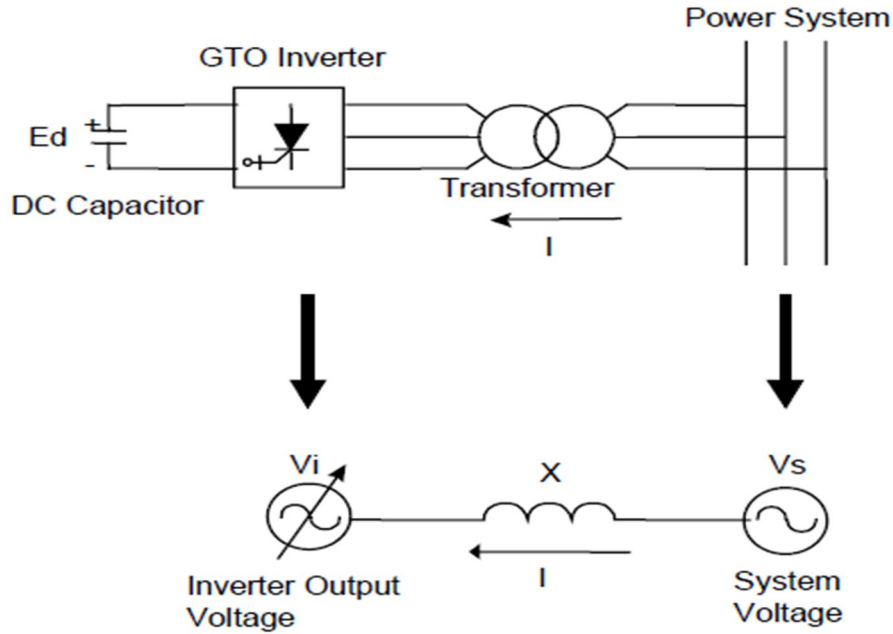 Power System
GTO Inverter
Ed
+
-
DC Capacitor
Transformer
I
Vi
X
Vs
I
Inverter Output
Voltage
System
Voltage